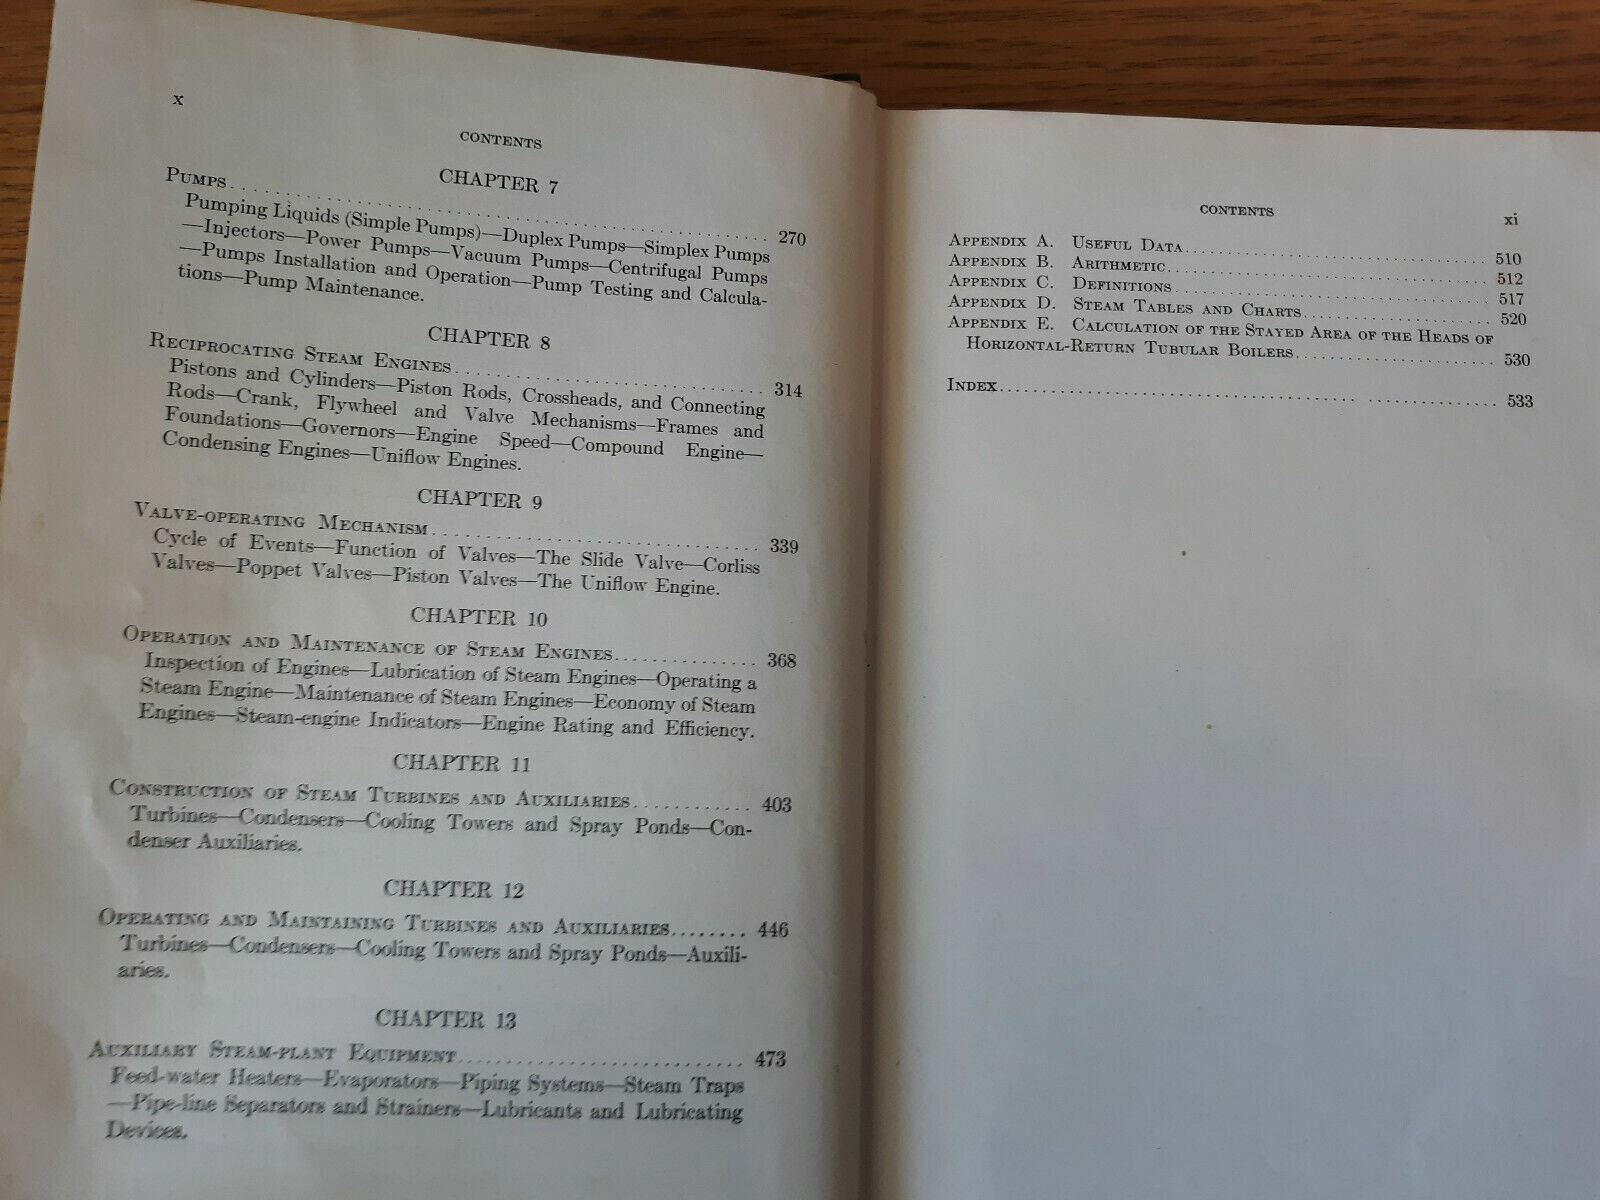 x
CONTENTS
CHAPTER 7
PUMPS 270
Pumping Liquids (Simple Pumps)—Duplex Pumps—Simplex Pumps
—Injectors—Power Pumps—Vacuum Pumps—Centrifugal Pumps
—Pumps Installation and Operation—Pump Testing and Calcula-
tions—Pump Maintenance.
CHAPTER 8
RECIPROCATING STEAM ENGINES 314
Pistons and Cylinders—Piston Rods, Crossheads, and Connecting
Rods—Crank, Flywheel and Valve Mechanisms—Frames and
Foundations—Governors—Engine Speed—Compound Engine—
Condensing Engines—Uniflow Engines.
CHAPTER 9
VALVE-OPERATING MECHANISM 339
Cycle of Events—Function of Valves—The Slide Valve—Corliss
Valves—Poppet Valves—Piston Valves—The Uniflow Engine.
CHAPTER 10
OPERATION AND MAINTENANCE OF STEAM ENGINES 368
Inspection of Engines—Lubrication of Steam Engines—Operating a
Steam Engine—Maintenance of Steam Engines—Economy of Steam
Engines—Steam-engine Indicators—Engine Rating and Efficiency.
CHAPTER 11
CONSTRUCTION OF STEAM TURBINES AND AUXILIARIES 403
Turbines—Condensers—Cooling Towers and Spray Ponds—Con-
denser Auxiliaries.
CHAPTER 12
OPERATING AND MAINTAINING TURBINES AND AUXILIARIES 446
Turbines—Condensers—Cooling Towers and Spray Ponds—Auxili-
aries.
CHAPTER 13
AUXILIARY STEAM-PLANT EQUIPMENT 473
Feed-water Heaters—Evaporators—Piping Systems—Steam Traps
—Pipe-line Separators and Strainers—Lubricants and Lubricating
Devices.
CONTENTS xi
APPENDIX A. USEFUL DATA 510
APPENDIX B. ARITHMETIC 512
APPENDIX C. DEFINITIONS 517
APPENDIX D. STEAM TABLES AND CHARTS 520
APPENDIX E. CALCULATION OF THE STAYED AREA OF THE HEADS OF
HORIZONTAL-RETURN TUBULAR BOILERS 530
INDEX 533